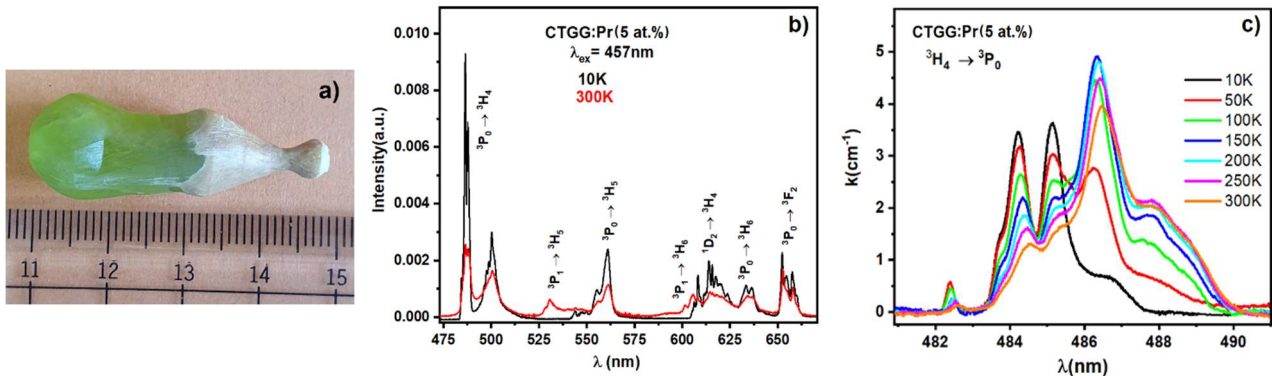 a)
11 12 13 14 15
b)
CTGG:Pr(5 at.%)
λex= 457nm
10K
300K
³P₀→³H₄
³P₁→³H₅
³P₀→³H₅
³P₁→³H₆
¹D₂→³H₄
³P₀→³H₆
³P₀→³F₂
Intensity(a.u.)
0.010
0.008
0.006
0.004
0.002
0.000
475 500 525 550 575 600 625 650
λ (nm)
c)
CTGG:Pr(5 at.%)
³H₄ → ³P₀
10K
50K
100K
150K
200K
250K
300K
k(cm⁻¹)
5
4
3
2
1
0
482 484 486 488 490
λ(nm)